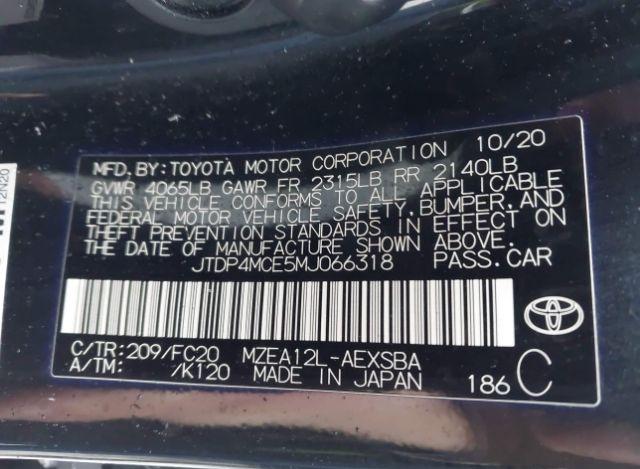 MFD. BY: TOYOTA MOTOR CORPORATION 10/20
GVWR 4065LB GAWR FR 2315LB RR 2140LB
THIS VEHICLE CONFORMS TO ALL APPLICABLE
FEDERAL MOTOR VEHICLE SAFETY, BUMPER, AND
THEFT PREVENTION STANDARDS IN EFFECT ON
THE DATE OF MANUFACTURE SHOWN ABOVE.
JTDP4MCE5MJ066318 PASS. CAR
C/TR: 209/FC20 MZEA12L-AEXSBA
A/TM: /K120 MADE IN JAPAN 186 C
12N20